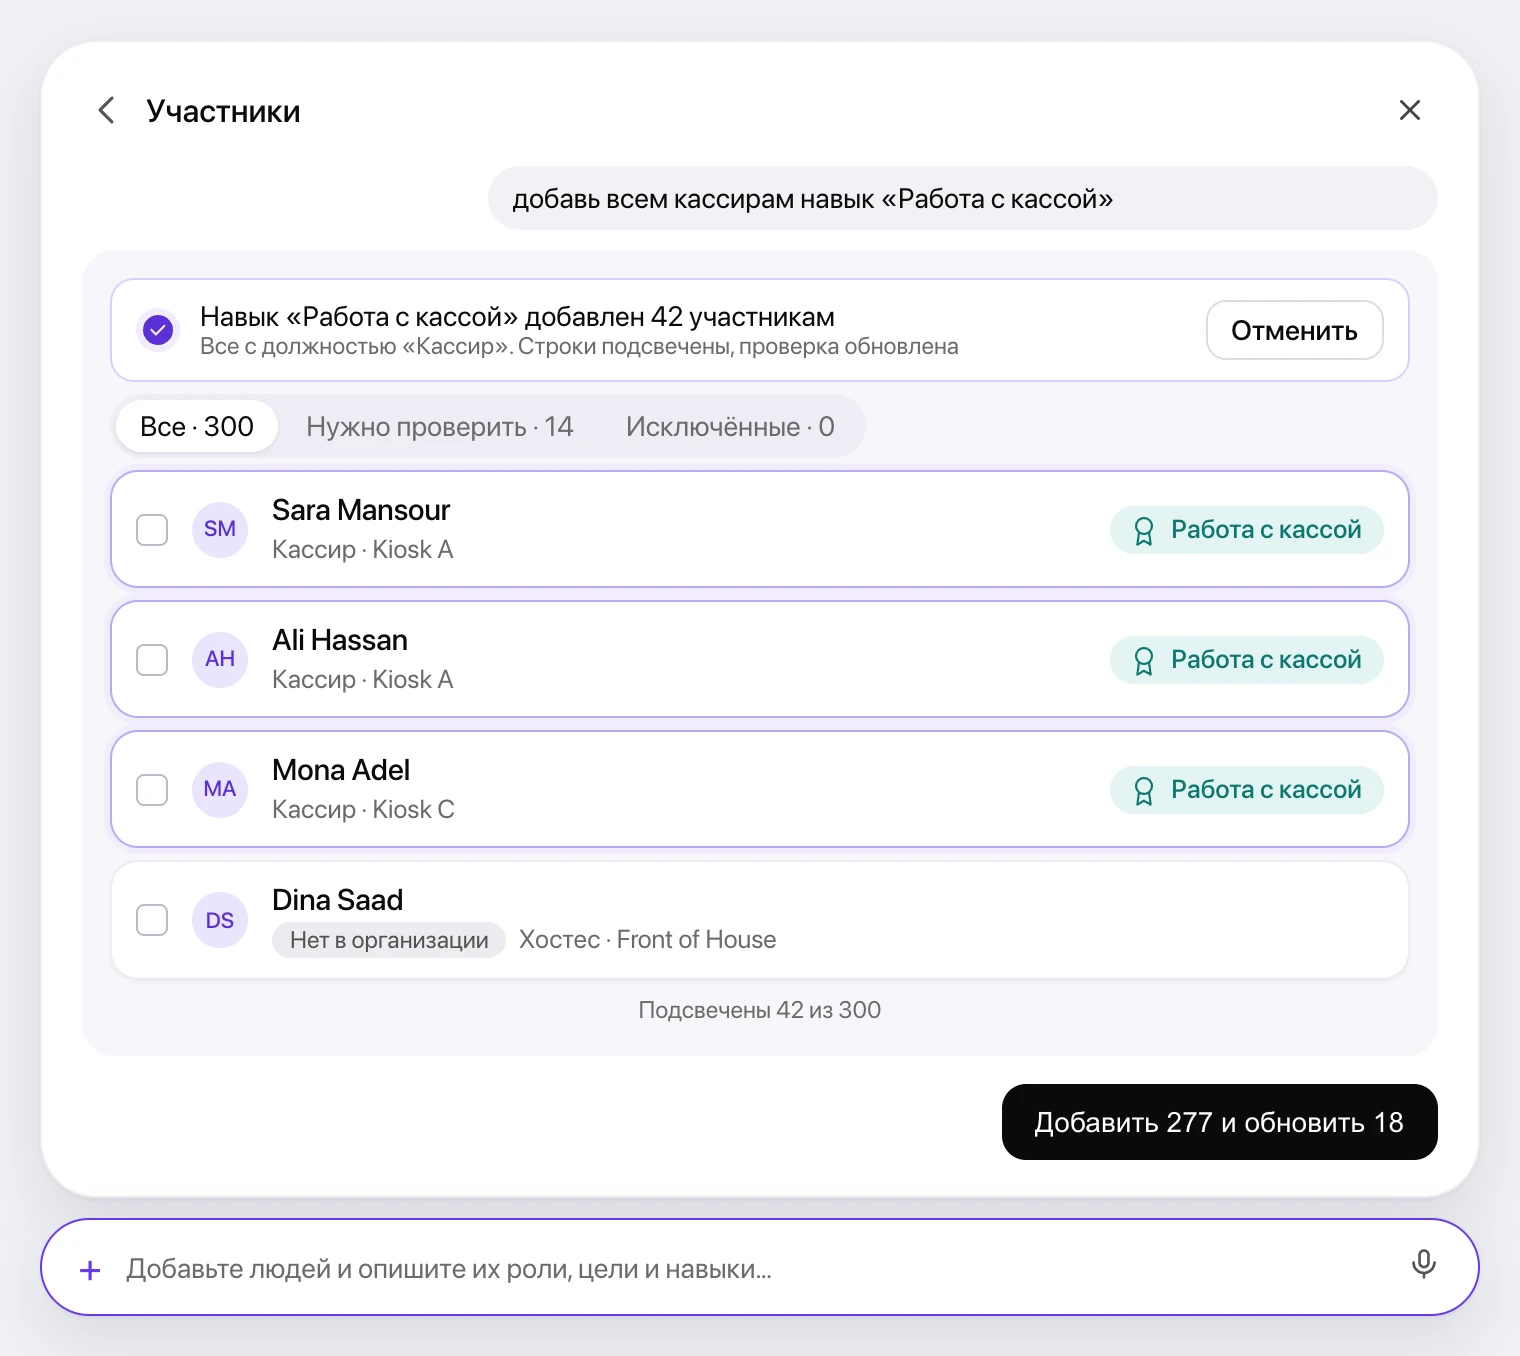 Участники
добавь всем кассирам навык «Работа с кассой»
Навык «Работа с кассой» добавлен 42 участникам
Все с должностью «Кассир». Строки подсвечены, проверка обновлена
Отменить
Все · 300
Нужно проверить · 14
Исключённые · 0
SM
Sara Mansour
Кассир · Kiosk A
Работа с кассой
AH
Ali Hassan
Кассир · Kiosk A
Работа с кассой
MA
Mona Adel
Кассир · Kiosk C
Работа с кассой
DS
Dina Saad
Нет в организации
Хостес · Front of House
Подсвечены 42 из 300
Добавить 277 и обновить 18
Добавьте людей и опишите их роли, цели и навыки...